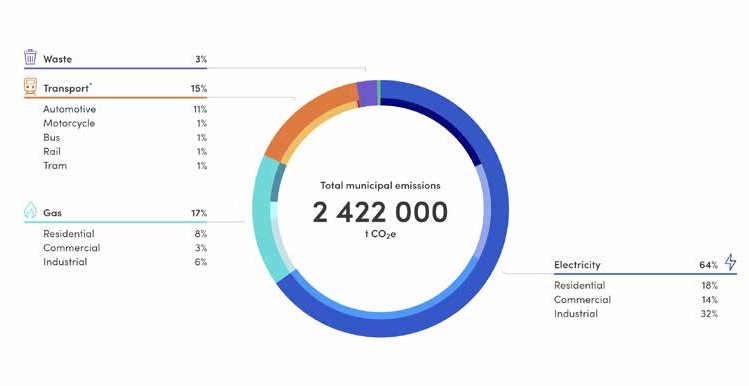 Waste 3%
Transport* 15%
Automotive 11%
Motorcycle 1%
Bus 1%
Rail 1%
Tram 1%
Gas 17%
Residential 8%
Commercial 3%
Industrial 6%
Total municipal emissions
2 422 000
t CO₂e
Electricity 64%
Residential 18%
Commercial 14%
Industrial 32%